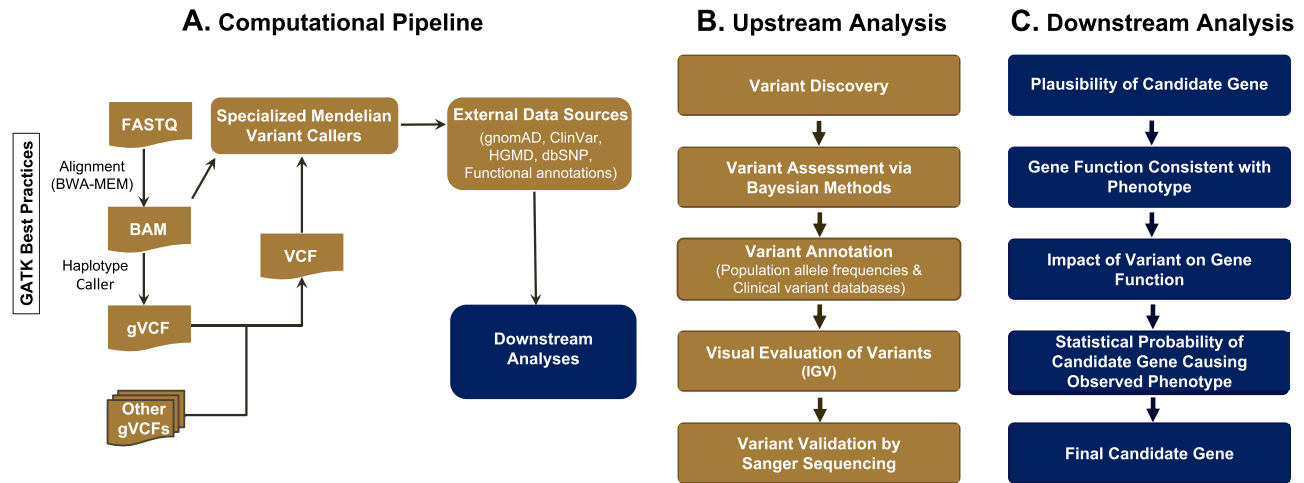 A. Computational Pipeline
GATK Best Practices
FASTQ
Alignment
(BWA-MEM)
BAM
Haplotype
Caller
gVCF
Other
gVCFs
Specialized Mendelian
Variant Callers
VCF
External Data Sources
(gnomAD, ClinVar,
HGMD, dbSNP,
Functional annotations)
Downstream
Analyses
B. Upstream Analysis
Variant Discovery
Variant Assessment via
Bayesian Methods
Variant Annotation
(Population allele frequencies &
Clinical variant databases)
Visual Evaluation of Variants
(IGV)
Variant Validation by
Sanger Sequencing
C. Downstream Analysis
Plausibility of Candidate Gene
Gene Function Consistent with
Phenotype
Impact of Variant on Gene
Function
Statistical Probability of
Candidate Gene Causing
Observed Phenotype
Final Candidate Gene